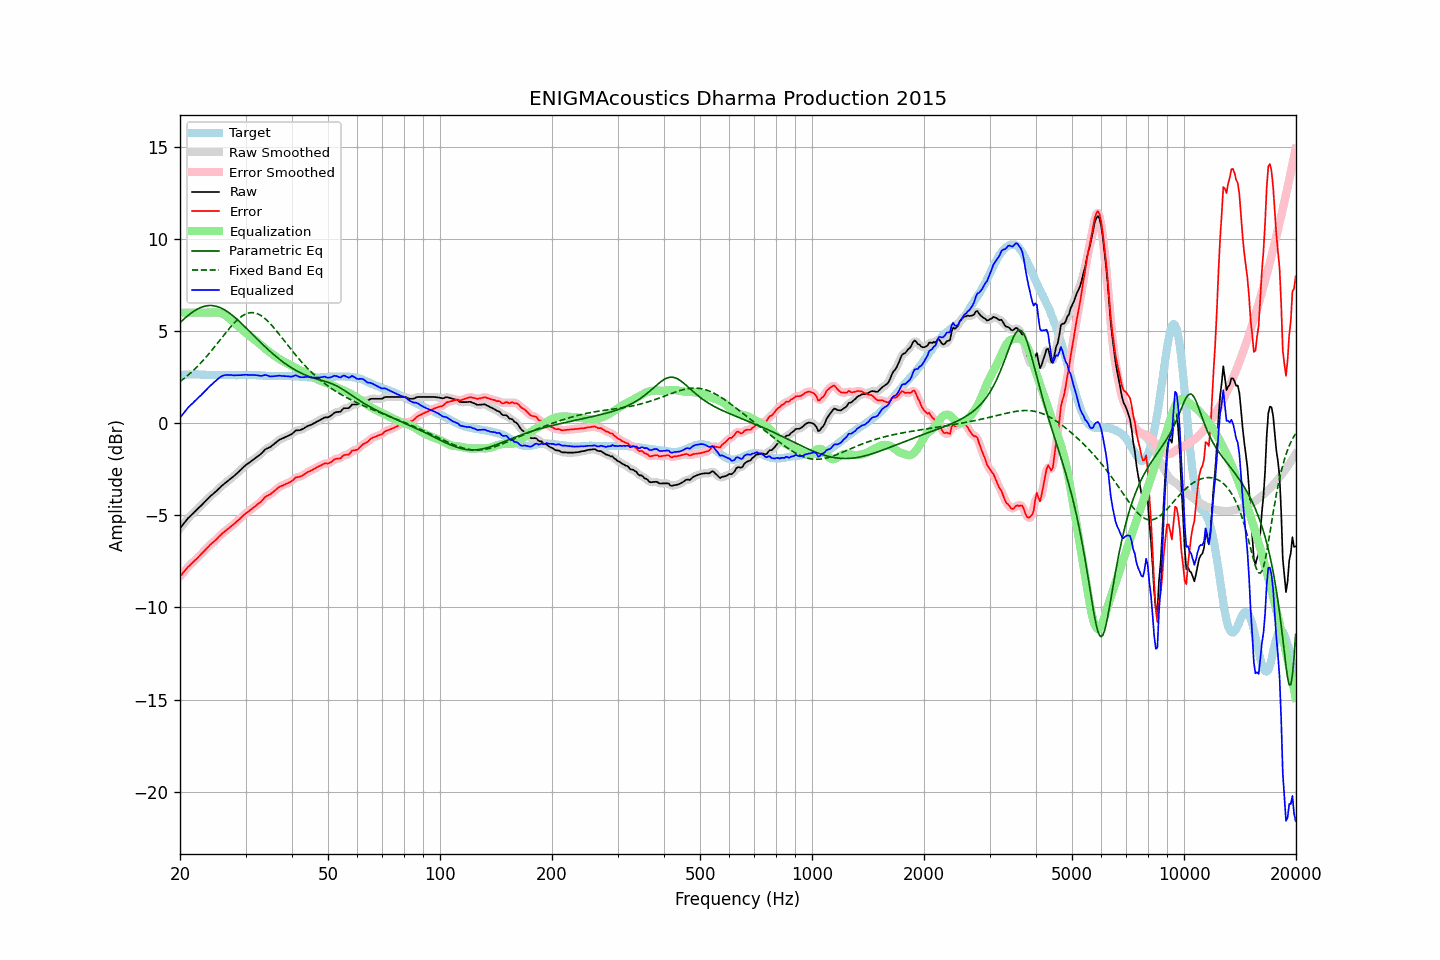 ENIGMAcoustics Dharma Production 2015
Target
Raw Smoothed
Error Smoothed
Raw
Error
Equalization
Parametric Eq
Fixed Band Eq
Equalized
Amplitude (dBr)
15
10
5
0
−5
−10
−15
−20
20
50
100
200
500
1000
2000
5000
10000
20000
Frequency (Hz)